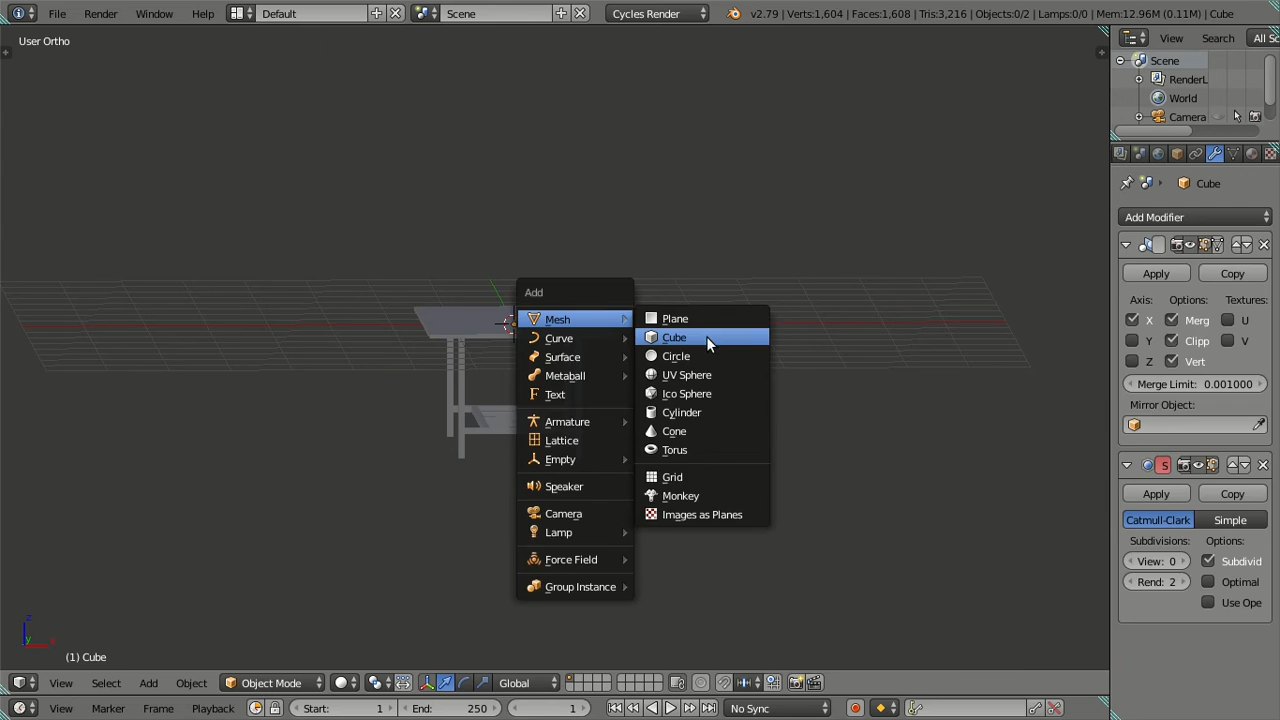 File Render Window Help Default Scene Cycles Render v2.79 | Verts:1,604 | Faces:1,608 | Tris:3,216 | Objects:0/2 | Lamps:0/0 | Mem:12.96M (0.11M) | Cube
User Ortho
View Search All Sc
Scene
RenderL
World
Camera
Cube
Add Modifier
Apply Copy
Axis: Options: Textures:
X Merg U
Y Clipp V
Z Vert
Merge Limit: 0.001000
Mirror Object:
S
Apply Copy
Catmull-Clark Simple
Subdivisions: Options:
View: 0 Subdivid
Rend: 2 Optimal
Use Ope
Add
Mesh
Curve
Surface
Metaball
Text
Armature
Lattice
Empty
Speaker
Camera
Lamp
Force Field
Group Instance
Plane
Cube
Circle
UV Sphere
Ico Sphere
Cylinder
Cone
Torus
Grid
Monkey
Images as Planes
z
y x
(1) Cube
View Select Add Object Object Mode Global
View Marker Frame Playback Start: 1 End: 250 1 No Sync